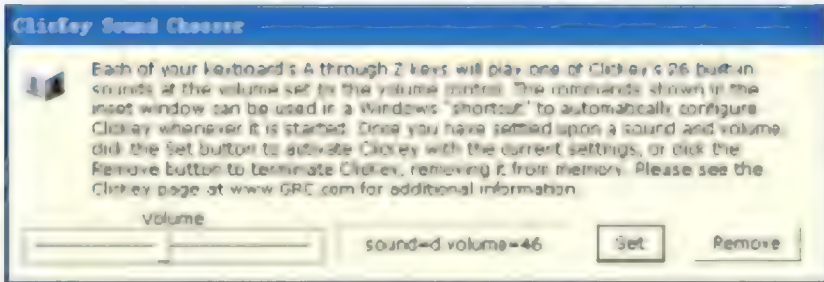 Clickey Sound Chooser
Each of your keyboard's A through Z keys will play one of Clickey's 26 built-in
sounds at the volume set by the volume control. The commands shown in the
inset window can be used in a Windows "shortcut" to automatically configure
Clickey whenever it is started. Once you have settled upon a sound and volume,
click the Set button to activate Clickey with the current settings, or click the
Remove button to terminate Clickey, removing it from memory. Please see the
Clickey page at www.GRC.com for additional information.
Volume
sound=d volume=46
Set
Remove